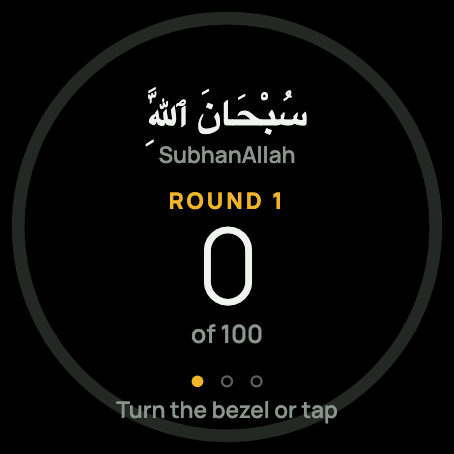 سُبْحَانَ ٱللَّهِ
SubhanAllah
ROUND 1
0
of 100
Turn the bezel or tap